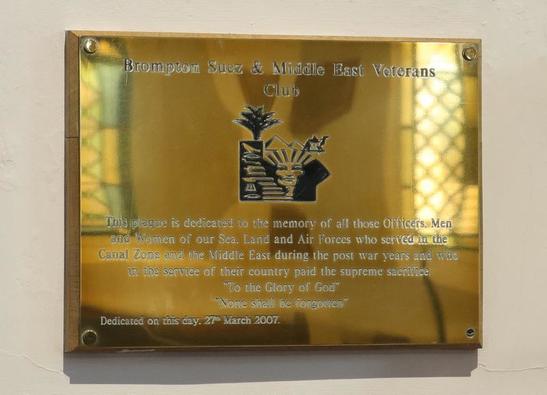 Brompton Suez & Middle East Veterans
Club
This plaque is dedicated to the memory of all those Officers, Men
and Women of our Sea, Land and Air Forces who served in the
Canal Zone and the Middle East during the post war years and who
in the service of their country paid the supreme sacrifice.
"To the Glory of God"
"None shall be forgotten"
Dedicated on this day, 27th March 2007.